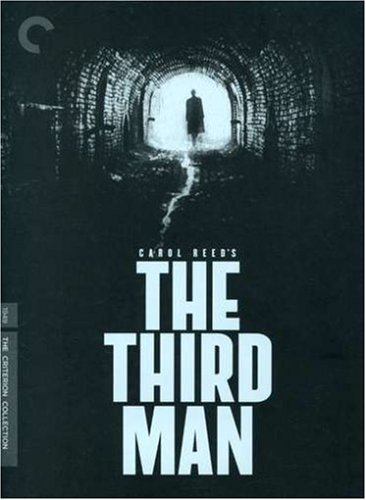 CAROL REED'S
THE
THIRD
MAN
1949
THE CRITERION COLLECTION